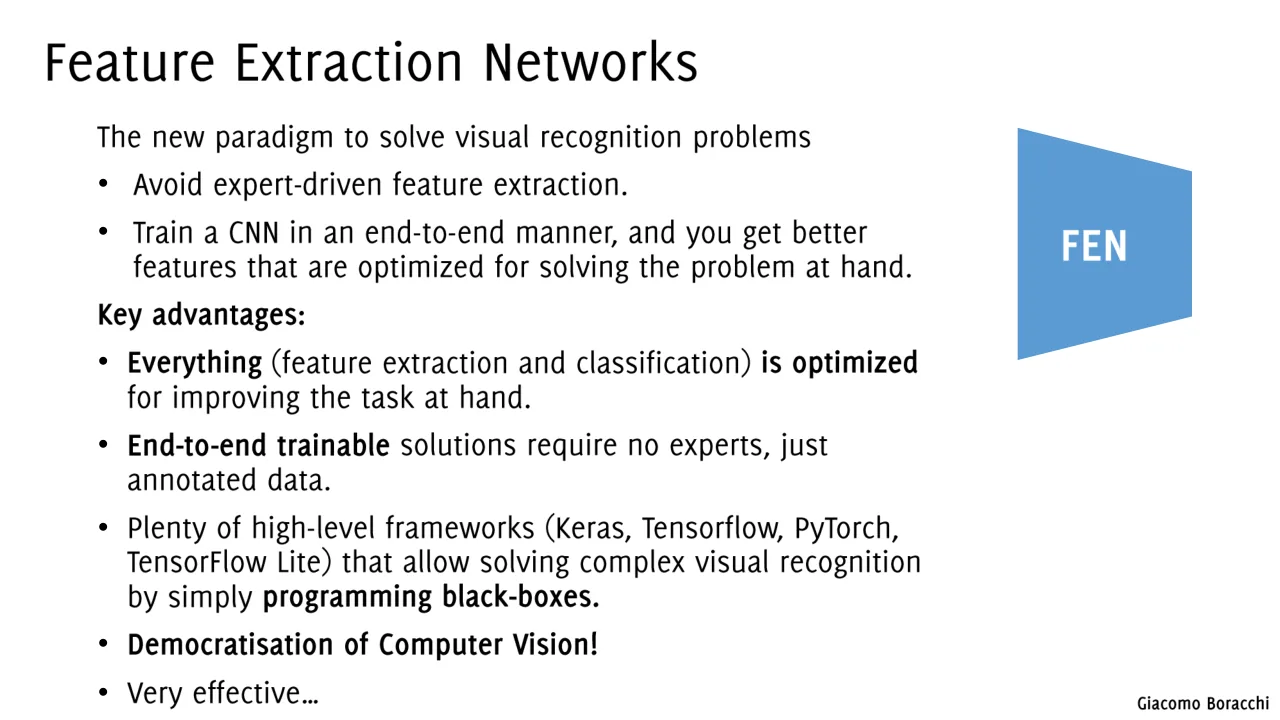 Feature Extraction Networks
The new paradigm to solve visual recognition problems
• Avoid expert-driven feature extraction.
• Train a CNN in an end-to-end manner, and you get better
features that are optimized for solving the problem at hand.
Key advantages:
• Everything (feature extraction and classification) is optimized
for improving the task at hand.
• End-to-end trainable solutions require no experts, just
annotated data.
• Plenty of high-level frameworks (Keras, Tensorflow, PyTorch,
TensorFlow Lite) that allow solving complex visual recognition
by simply programming black-boxes.
• Democratisation of Computer Vision!
• Very effective…
FEN
Giacomo Boracchi